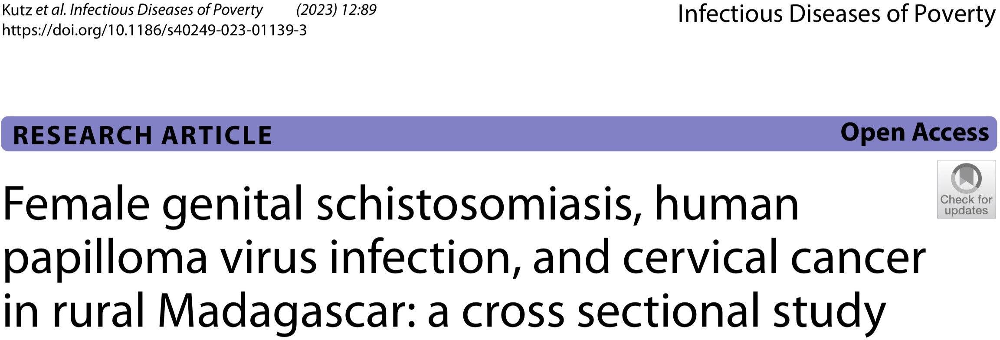 Kutz et al. Infectious Diseases of Poverty (2023) 12:89
https://doi.org/10.1186/s40249-023-01139-3
Infectious Diseases of Poverty
RESEARCH ARTICLE
Open Access
Check for
updates
Female genital schistosomiasis, human
papilloma virus infection, and cervical cancer
in rural Madagascar: a cross sectional study